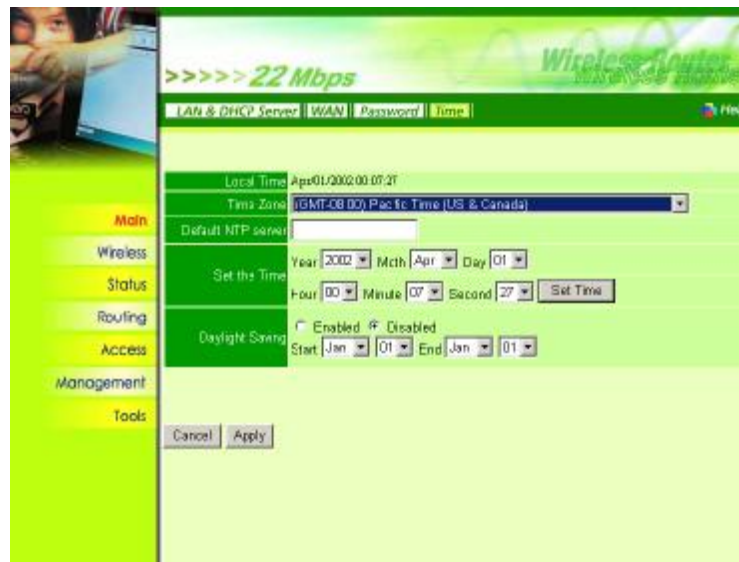 >>>>> 22 Mbps
Wireless Router
LAN & DHCP Server WAN Password Time
Local Time Apr/01/2002 00:07:27
Time Zone (GMT-08:00) Pacific Time (US & Canada)
Default NTP server
Set the Time
Year 2002 Mcth Apr Day 01
Hour 00 Minute 07 Second 27 Set Time
Daylight Saving
Enabled Disabled
Start Jan 01 End Jan 01
Cancel Apply
Main
Wireless
Status
Routing
Access
Management
Tools